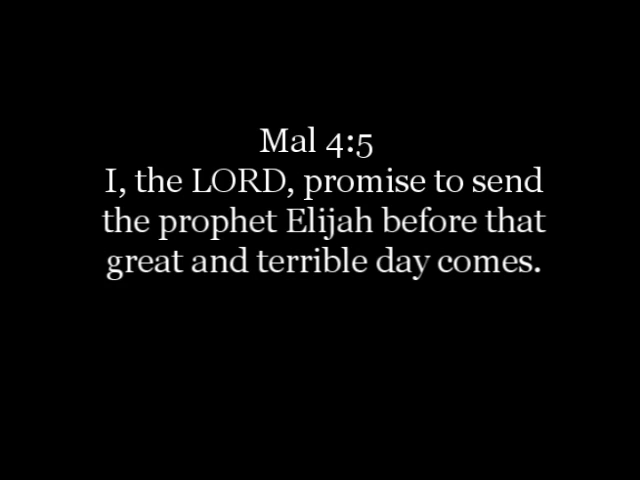 Mal 4:5
I, the LORD, promise to send
the prophet Elijah before that
great and terrible day comes.